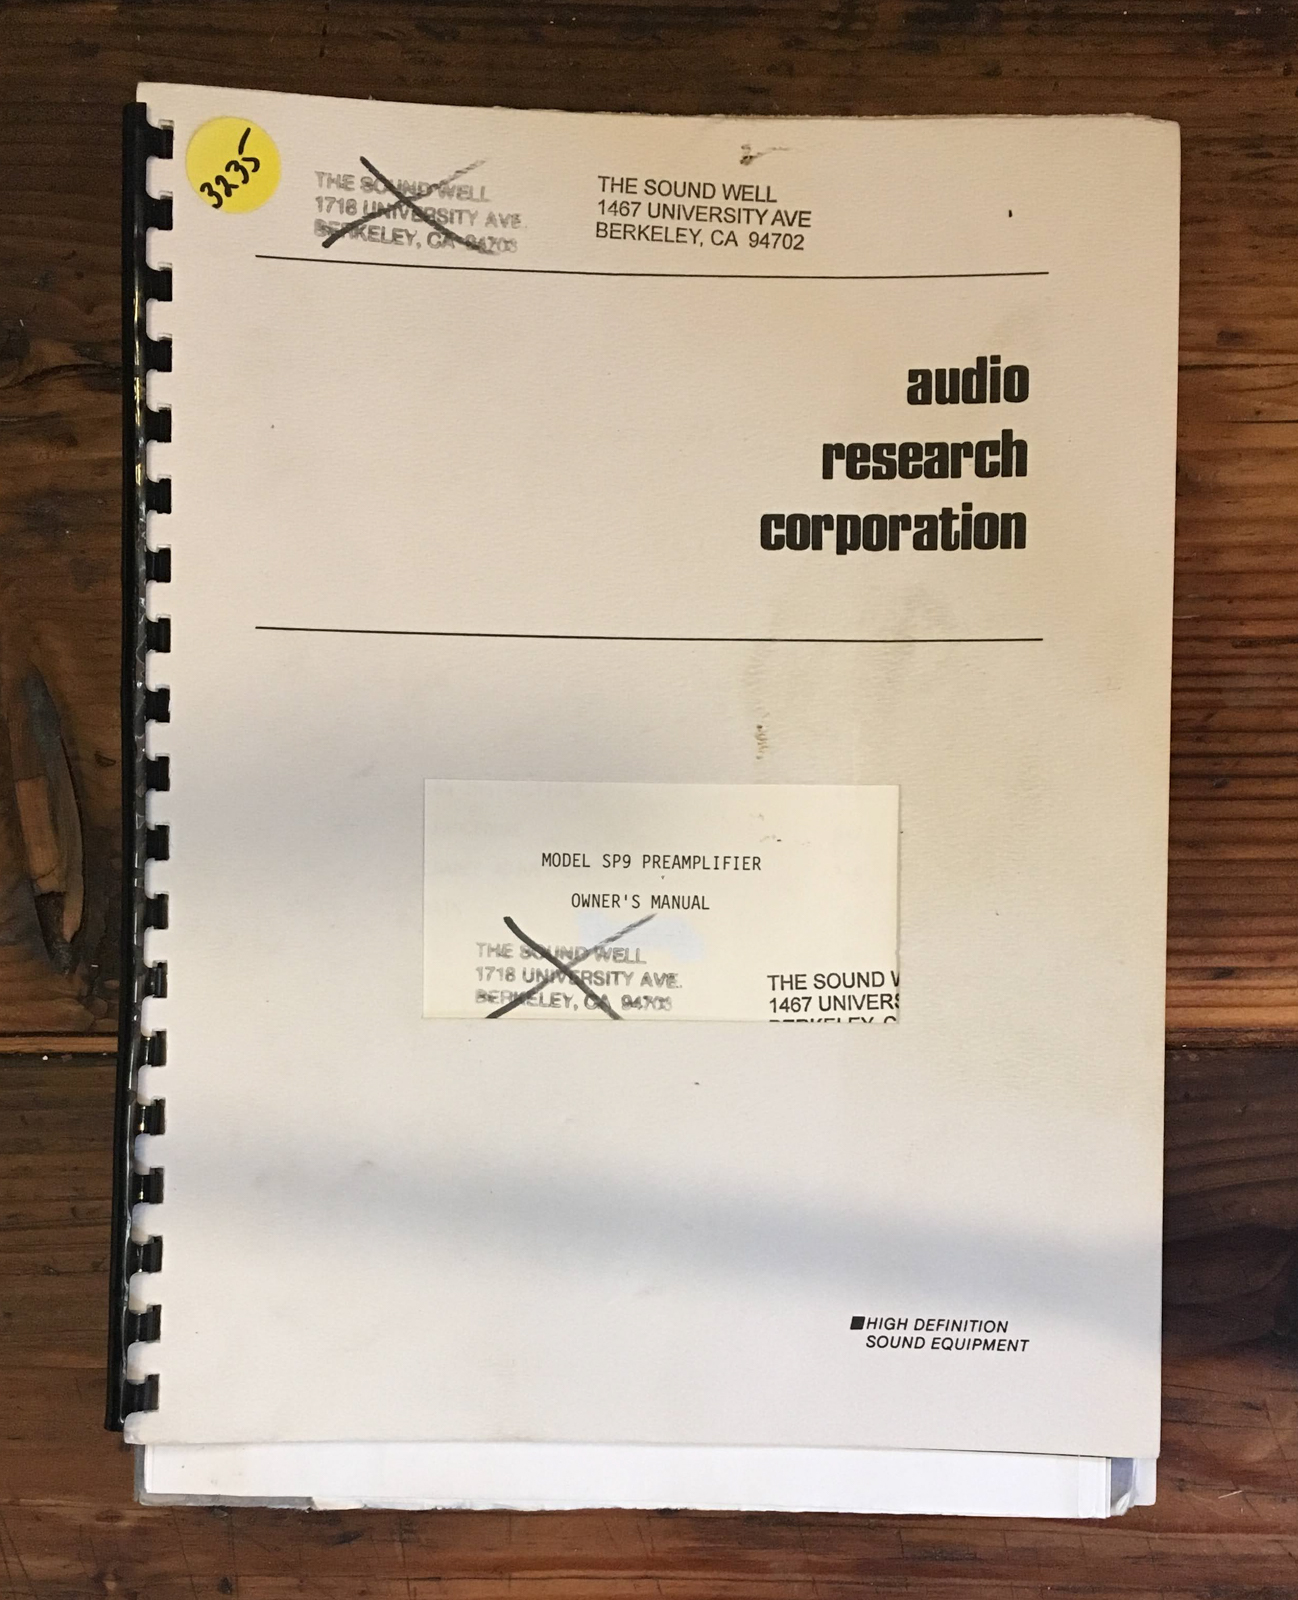 3235
THE SOUND WELL
1718 UNIVERSITY AVE.
BERKELEY, CA 94703
THE SOUND WELL
1467 UNIVERSITY AVE
BERKELEY, CA 94702
audio
research
corporation
MODEL SP9 PREAMPLIFIER
OWNER'S MANUAL
THE SOUND WELL
1718 UNIVERSITY AVE.
BERKELEY, CA 94703
THE SOUND W
1467 UNIVERS
BERKELEY, C
HIGH DEFINITION
SOUND EQUIPMENT